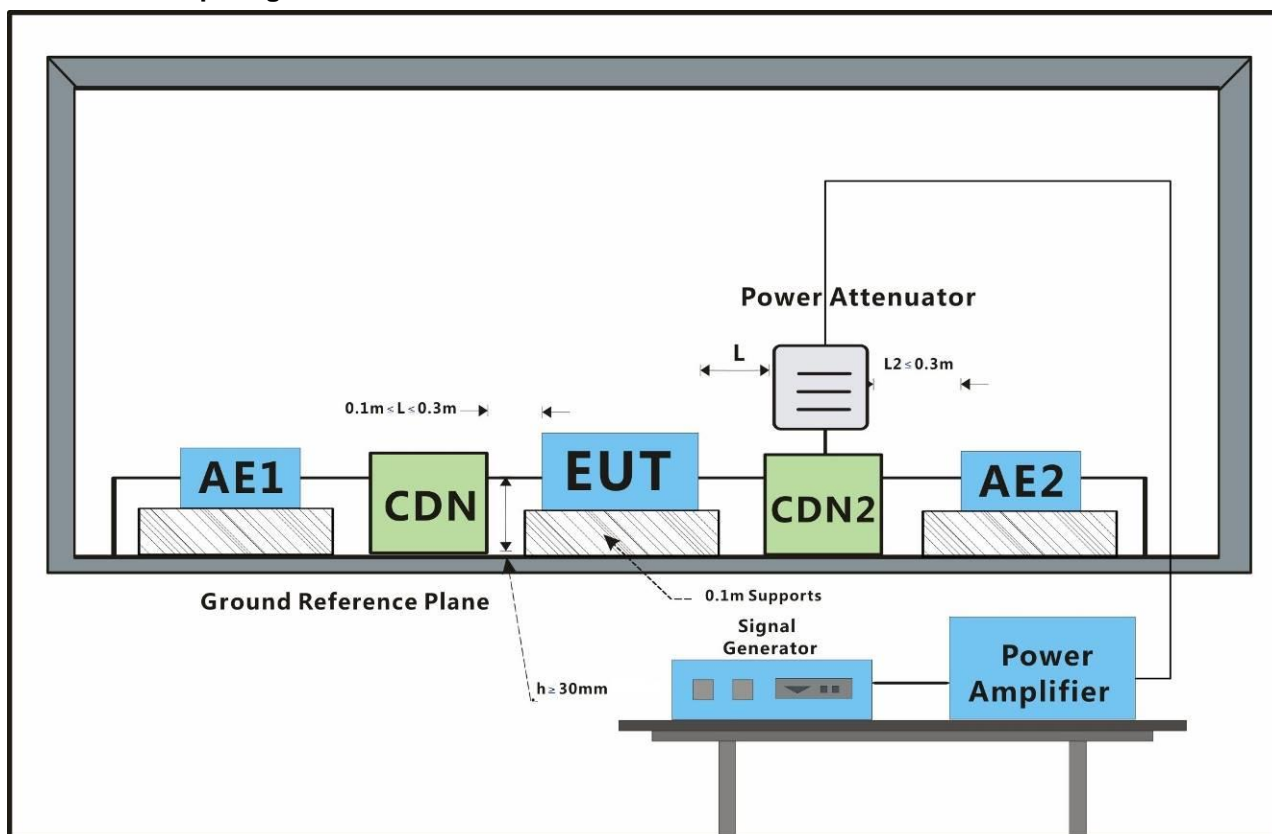 Power Attenuator
L
L2 ≤ 0.3m
0.1m ≤ L ≤ 0.3m
AE1
CDN
EUT
CDN2
AE2
Ground Reference Plane
0.1m Supports
Signal
Generator
Power
Amplifier
h ≥ 30mm